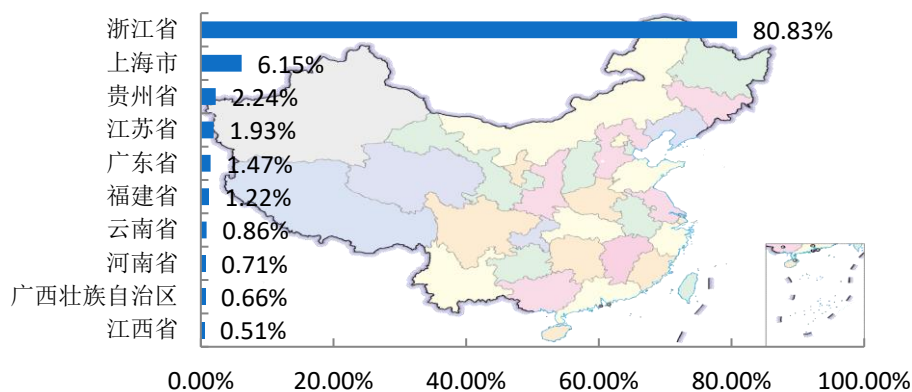 浙江省 80.83%
上海市 6.15%
贵州省 2.24%
江苏省 1.93%
广东省 1.47%
福建省 1.22%
云南省 0.86%
河南省 0.71%
广西壮族自治区 0.66%
江西省 0.51%
0.00% 20.00% 40.00% 60.00% 80.00% 100.00%